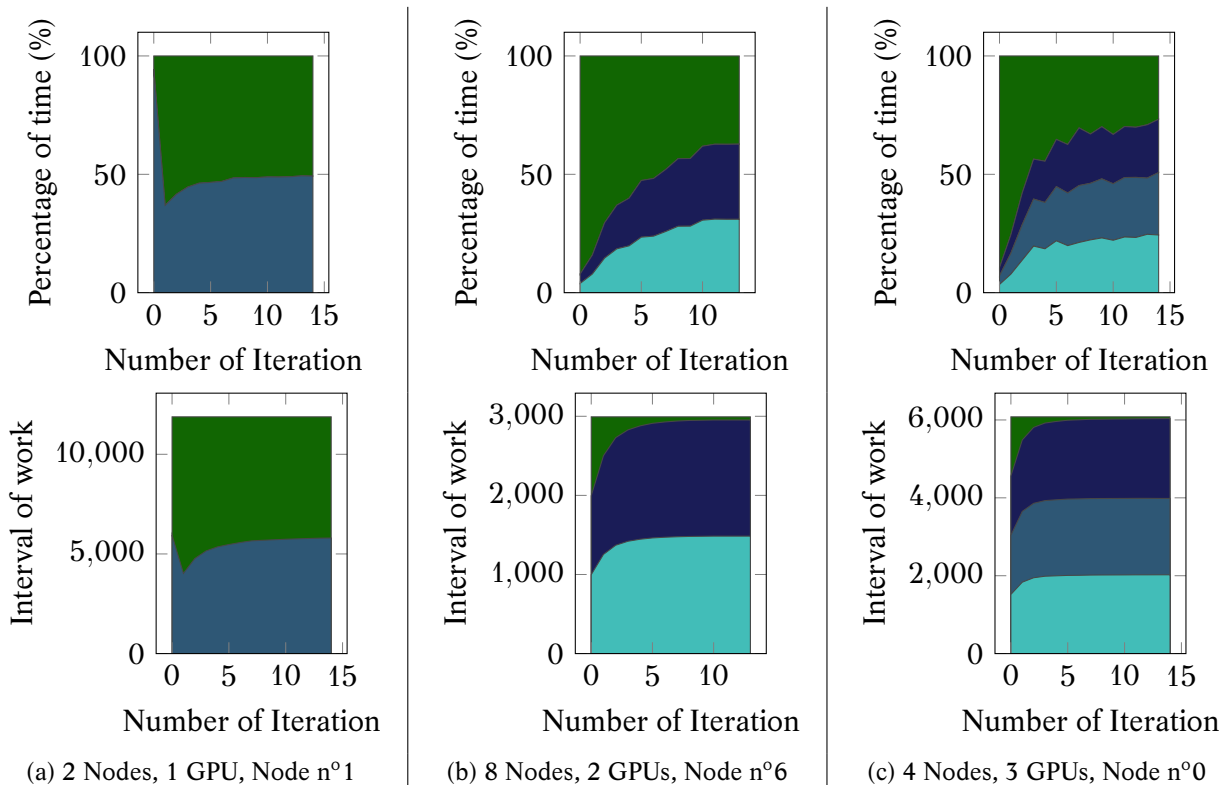 Percentage of time (%)
100
50
0
0 5 10 15
Number of Iteration
Interval of work
10,000
5,000
0
0 5 10 15
Number of Iteration
(a) 2 Nodes, 1 GPU, Node nº1
Percentage of time (%)
100
50
0
0 5 10
Number of Iteration
Interval of work
3,000
2,000
1,000
0
0 5 10
Number of Iteration
(b) 8 Nodes, 2 GPUs, Node nº6
Percentage of time (%)
100
50
0
0 5 10 15
Number of Iteration
Interval of work
6,000
4,000
2,000
0
0 5 10 15
Number of Iteration
(c) 4 Nodes, 3 GPUs, Node nº0